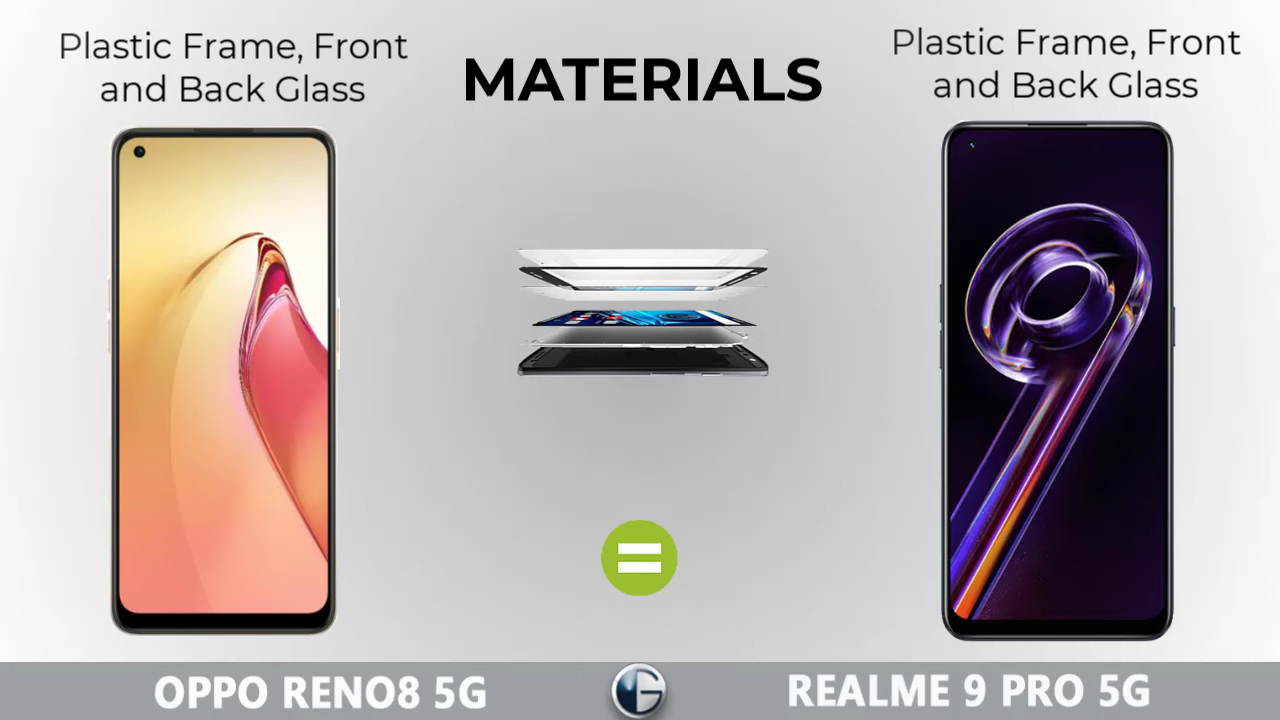 Plastic Frame, Front
and Back Glass
MATERIALS
Plastic Frame, Front
and Back Glass
OPPO RENO8 5G
G
REALME 9 PRO 5G